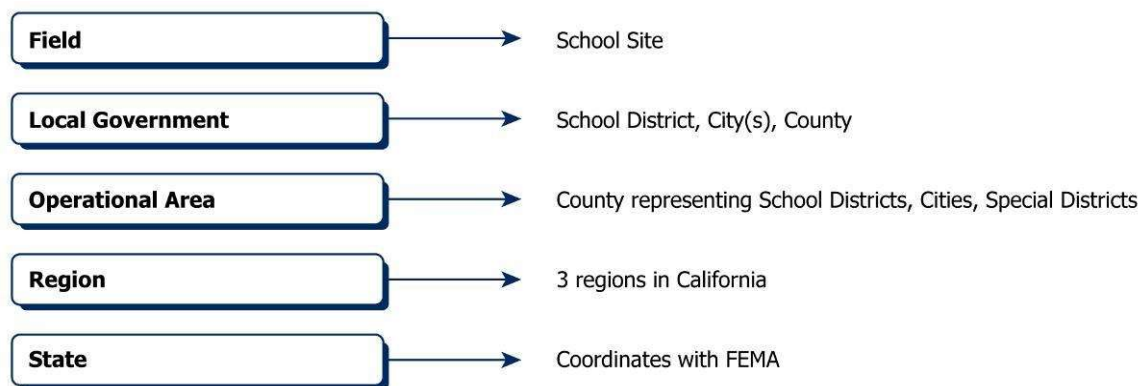 Field
School Site
Local Government
School District, City(s), County
Operational Area
County representing School Districts, Cities, Special Districts
Region
3 regions in California
State
Coordinates with FEMA